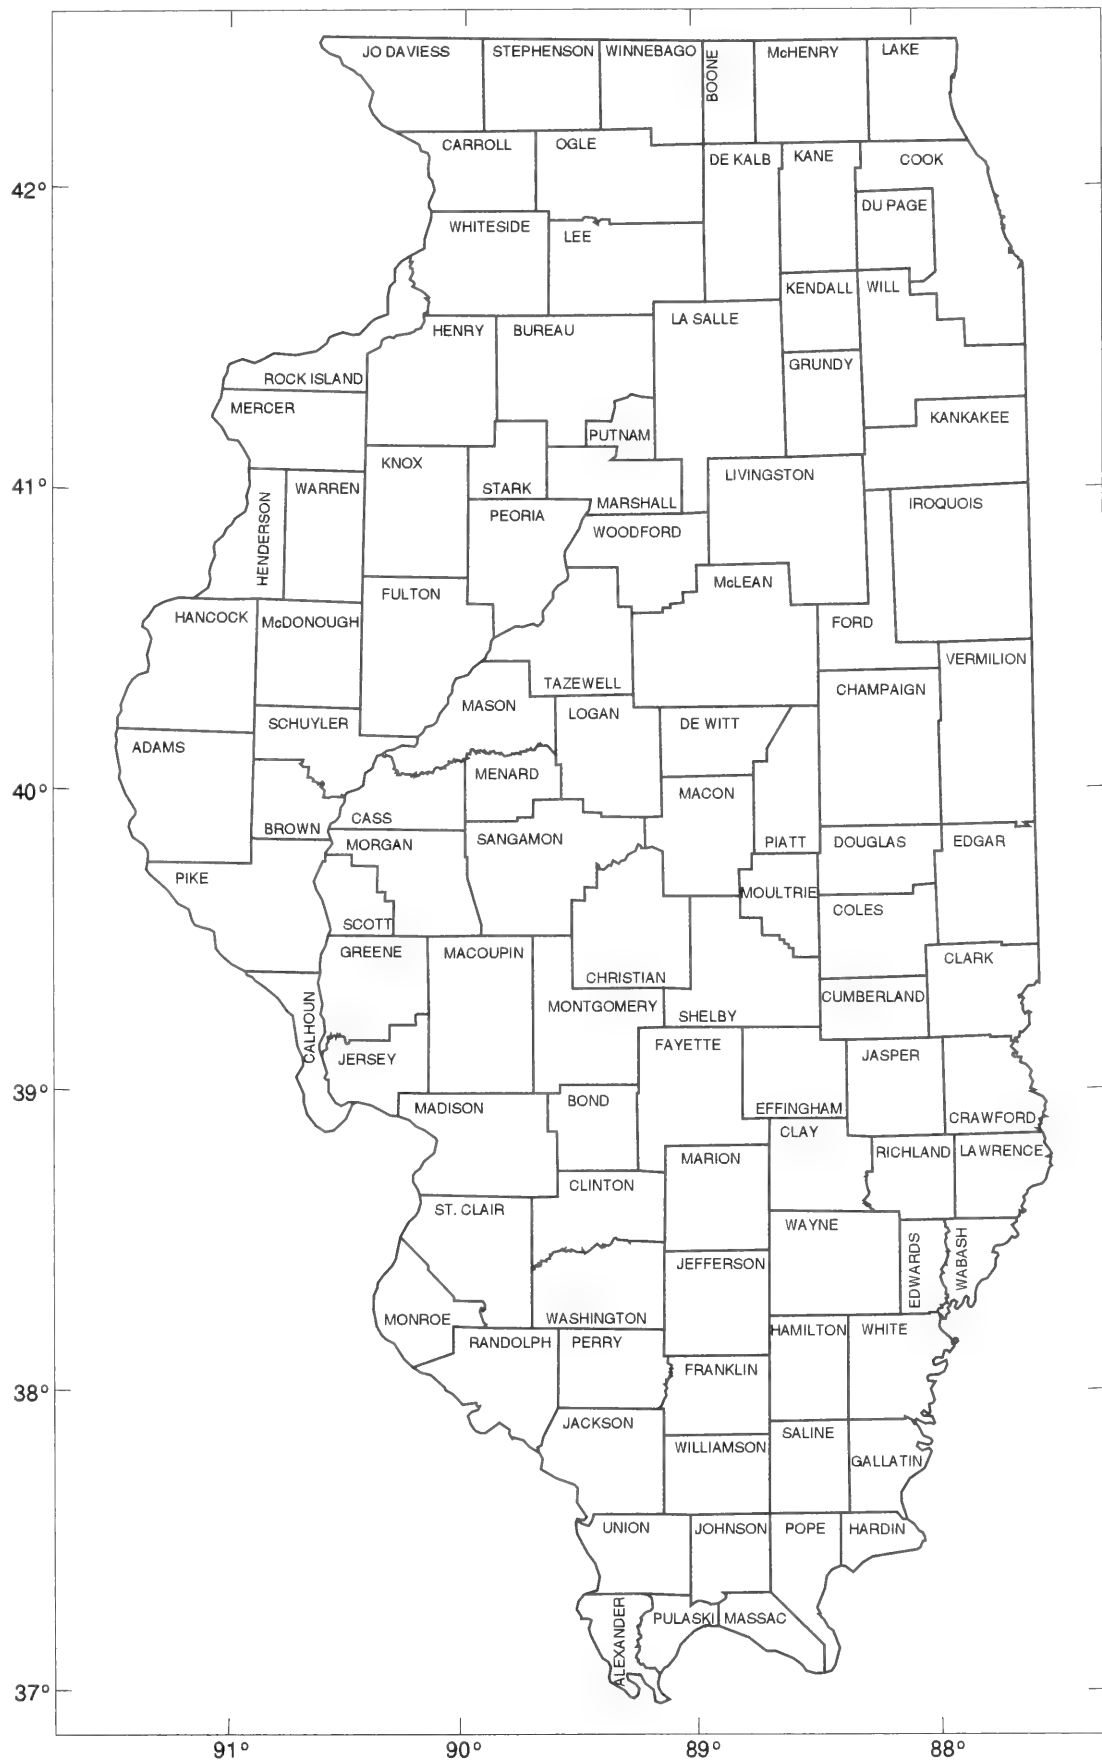 JO DAVIESS
STEPHENSON
WINNEBAGO
BOONE
McHENRY
LAKE
CARROLL
OGLE
DE KALB
KANE
COOK
42°
DU PAGE
WHITESIDE
LEE
KENDALL
WILL
HENRY
BUREAU
LA SALLE
ROCK ISLAND
GRUNDY
MERCER
KANKAKEE
PUTNAM
KNOX
LIVINGSTON
41°
HENDERSON
WARREN
STARK
MARSHALL
IROQUOIS
PEORIA
WOODFORD
McLEAN
FULTON
HANCOCK
McDONOUGH
FORD
VERMILION
TAZEWELL
CHAMPAIGN
MASON
LOGAN
SCHUYLER
DE WITT
ADAMS
MENARD
40°
MACON
CASS
BROWN
MORGAN
SANGAMON
PIATT
DOUGLAS
EDGAR
PIKE
MOULTRIE
COLES
SCOTT
GREENE
MACOUPIN
CLARK
CHRISTIAN
CUMBERLAND
CALHOUN
MONTGOMERY
SHELBY
JERSEY
FAYETTE
JASPER
39°
MADISON
BOND
EFFINGHAM
CRAWFORD
CLAY
RICHLAND
LAWRENCE
MARION
CLINTON
ST. CLAIR
WAYNE
EDWARDS
WABASH
JEFFERSON
MONROE
WASHINGTON
HAMILTON
WHITE
RANDOLPH
PERRY
FRANKLIN
38°
JACKSON
WILLIAMSON
SALINE
GALLATIN
UNION
JOHNSON
POPE
HARDIN
ALEXANDER
PULASKI
MASSAC
37°
91°
90°
89°
88°